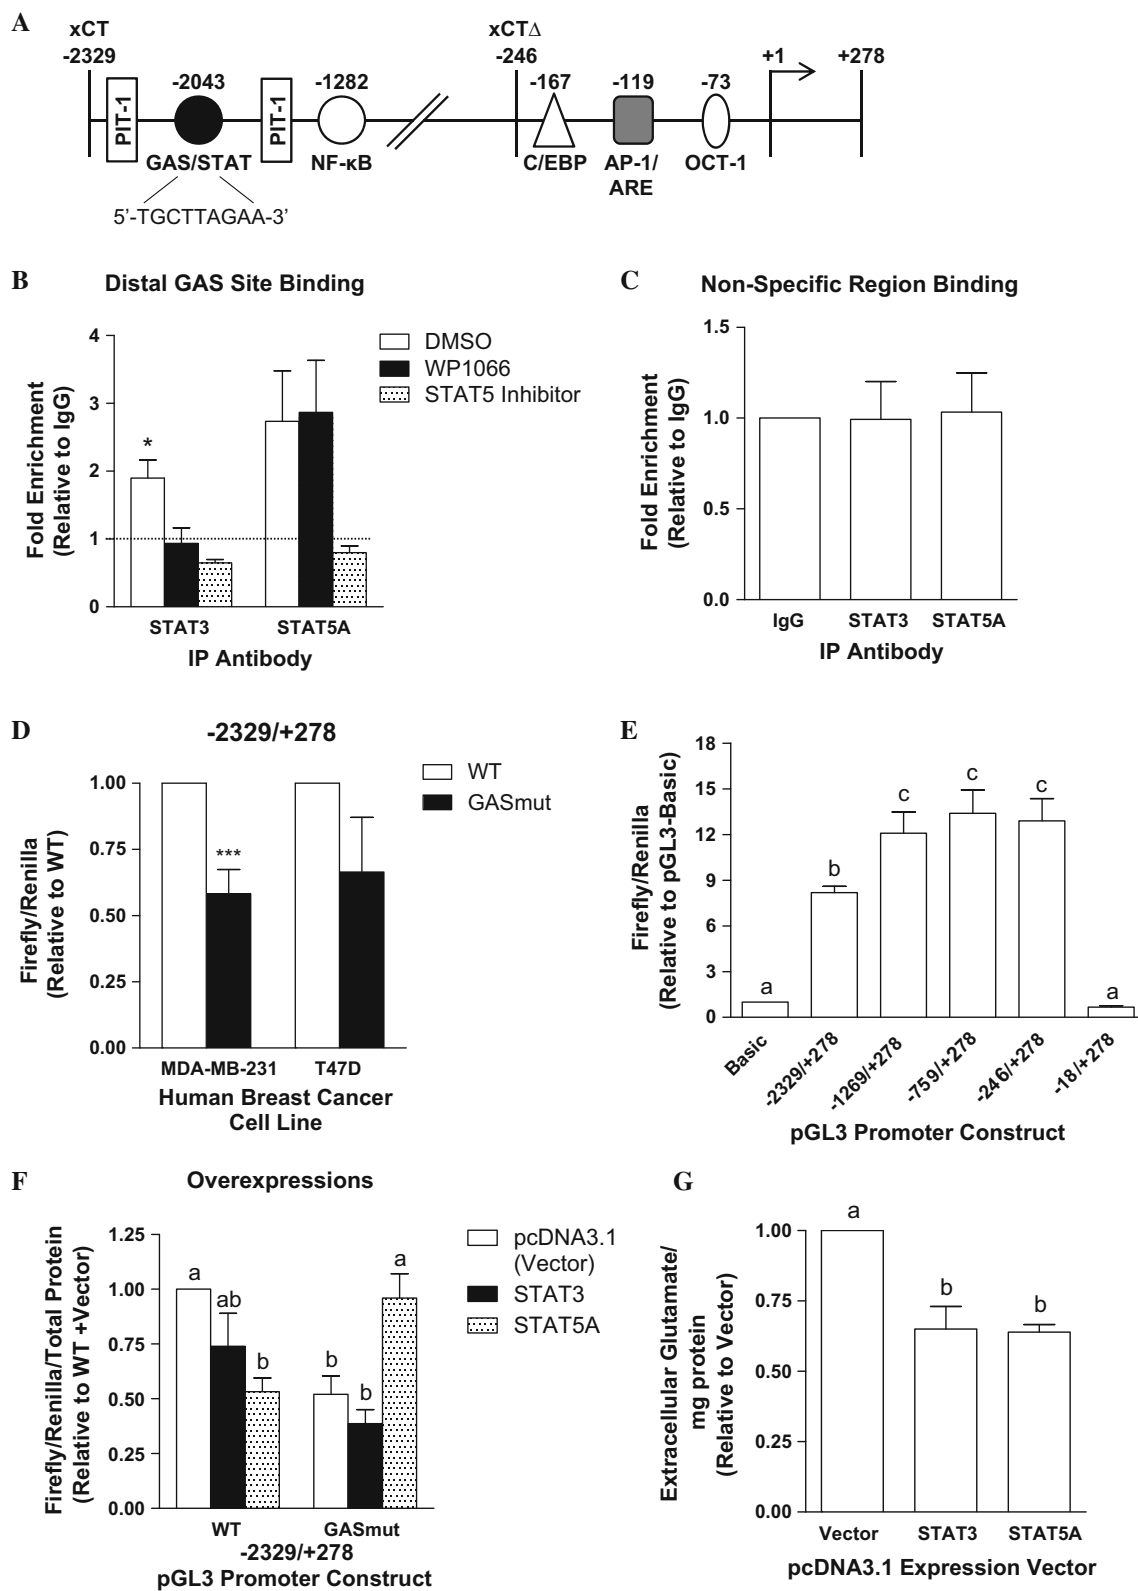 A
xCT
-2329
xCTΔ
-246
+1
+278
-2043
-1282
-167
-119
-73
PIT-1
PIT-1
GAS/STAT
NF-κB
C/EBP
AP-1/
ARE
OCT-1
5’-TGCTTAGAA-3’
B
Distal GAS Site Binding
Fold Enrichment
(Relative to IgG)
4
3
2
1
0
*
STAT3
STAT5A
IP Antibody
DMSO
WP1066
STAT5 Inhibitor
C
Non-Specific Region Binding
Fold Enrichment
(Relative to IgG)
1.5
1.0
0.5
0.0
IgG
STAT3
STAT5A
IP Antibody
D
-2329/+278
Firefly/Renilla
(Relative to WT)
1.00
0.75
0.50
0.25
0.00
***
MDA-MB-231
T47D
Human Breast Cancer
Cell Line
WT
GASmut
E
Firefly/Renilla
(Relative to pGL3-Basic)
18
15
12
9
6
3
0
a
b
c
c
c
a
Basic
-2329/+278
-1269/+278
-759/+278
-246/+278
-18/+278
pGL3 Promoter Construct
F
Overexpressions
Firefly/Renilla/Total Protein
(Relative to WT +Vector)
1.25
1.00
0.75
0.50
0.25
0.00
a
ab
b
b
b
a
WT
GASmut
-2329/+278
pGL3 Promoter Construct
pcDNA3.1
(Vector)
STAT3
STAT5A
G
Extracellular Glutamate/
mg protein
(Relative to Vector)
1.00
0.75
0.50
0.25
0.00
a
b
b
Vector
STAT3
STAT5A
pcDNA3.1 Expression Vector